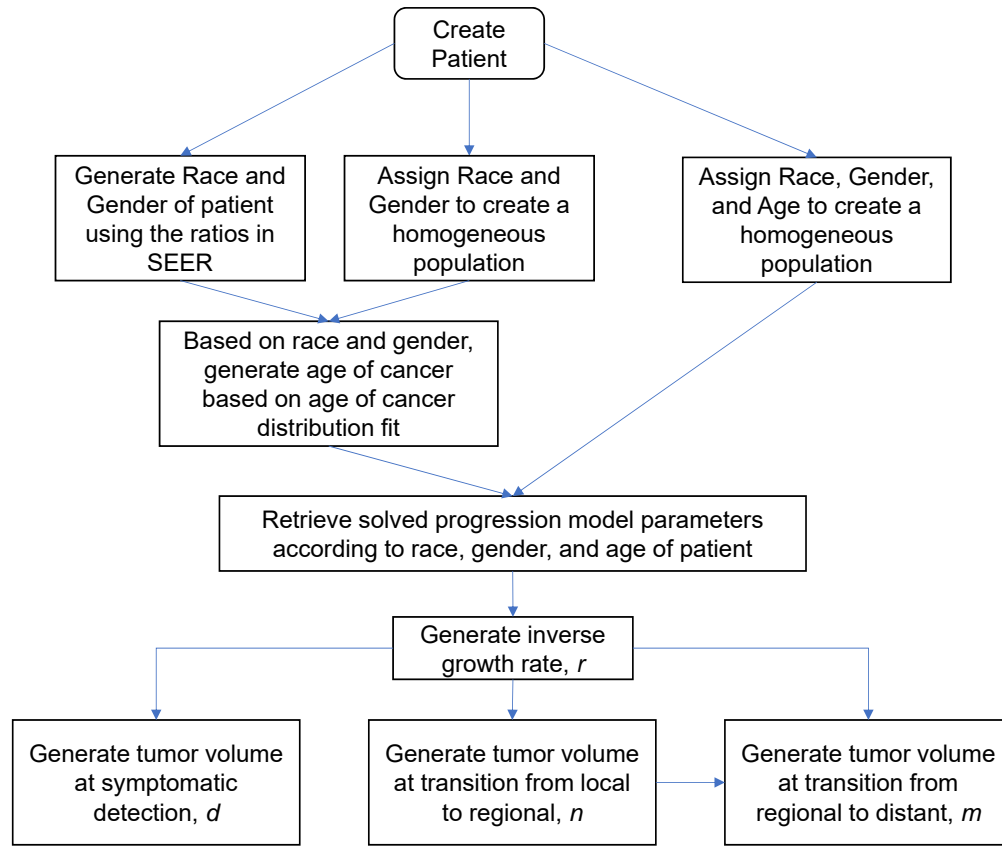 Create
Patient
Generate Race and
Gender of patient
using the ratios in
SEER
Assign Race and
Gender to create a
homogeneous
population
Assign Race, Gender,
and Age to create a
homogeneous
population
Based on race and gender,
generate age of cancer
based on age of cancer
distribution fit
Retrieve solved progression model parameters
according to race, gender, and age of patient
Generate inverse
growth rate, r
Generate tumor volume
at symptomatic
detection, d
Generate tumor volume
at transition from local
to regional, n
Generate tumor volume
at transition from
regional to distant, m